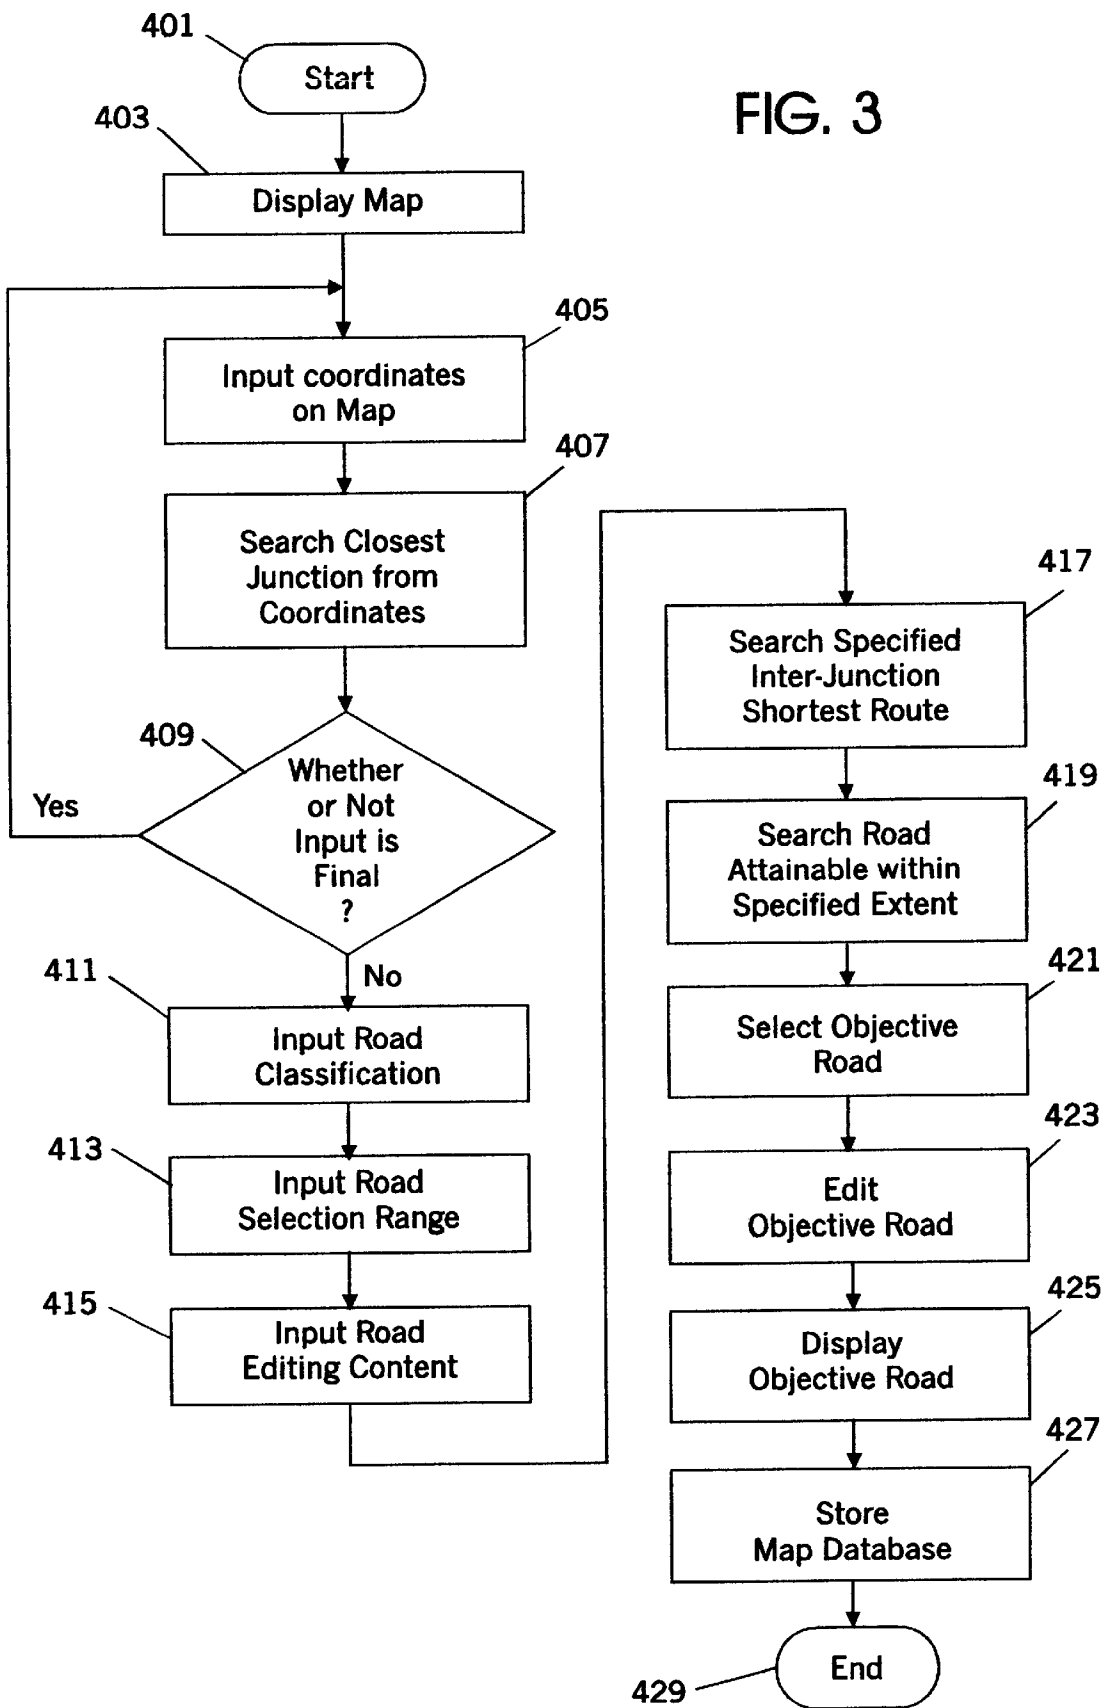 FIG. 3
401
Start
403
Display Map
405
Input coordinates
on Map
407
Search Closest
Junction from
Coordinates
409
Whether
or Not
Input is
Final
?
Yes
No
411
Input Road
Classification
413
Input Road
Selection Range
415
Input Road
Editing Content
417
Search Specified
Inter-Junction
Shortest Route
419
Search Road
Attainable within
Specified Extent
421
Select Objective
Road
423
Edit
Objective Road
425
Display
Objective Road
427
Store
Map Database
End
429